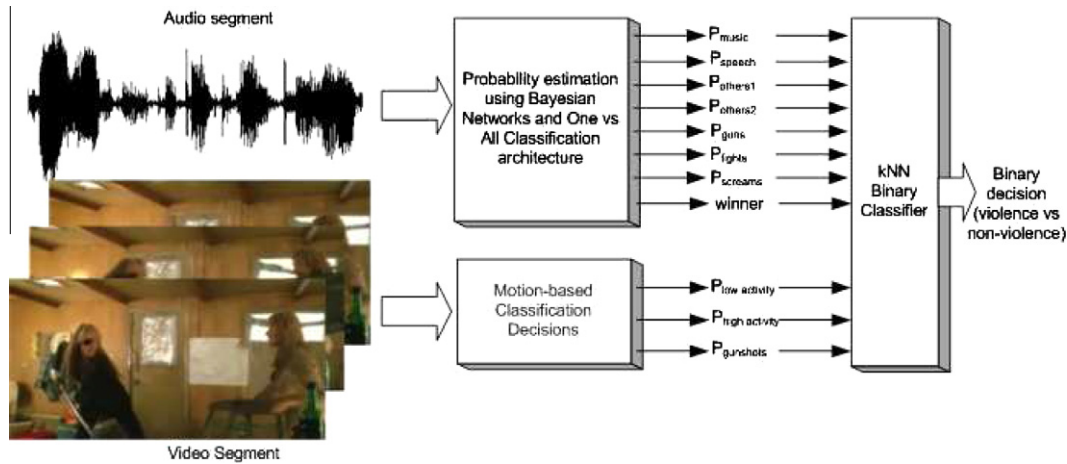 Audio segment
Probability estimation
using Bayesian
Networks and One vs
All Classification
architecture
Pmusic
Pspeech
Pothers1
Pothers2
Pguns
Pfights
Pscreams
winner
kNN
Binary
Classifier
Binary
decision
(violence vs
non-violence)
Motion-based
Classification
Decisions
Plow activity
Phigh activity
Pgunshots
Video Segment